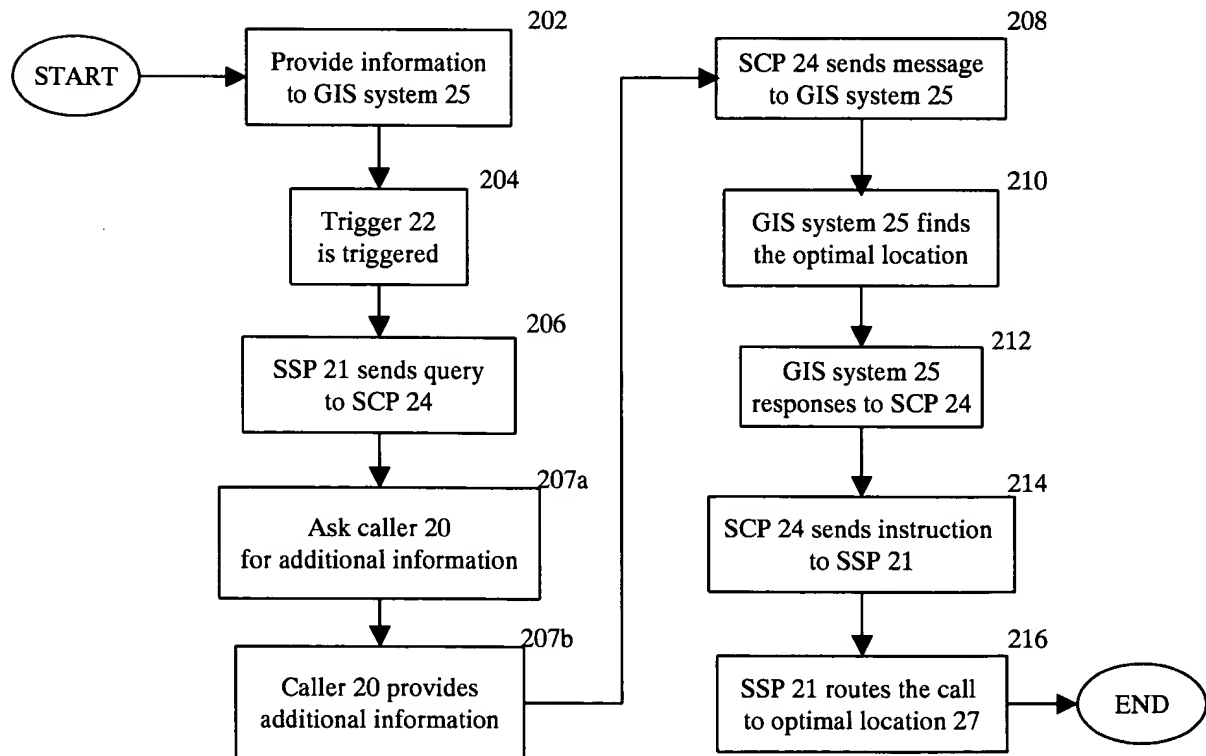 START
202
Provide information
to GIS system 25
204
Trigger 22
is triggered
206
SSP 21 sends query
to SCP 24
207a
Ask caller 20
for additional information
207b
Caller 20 provides
additional information
208
SCP 24 sends message
to GIS system 25
210
GIS system 25 finds
the optimal location
212
GIS system 25
responses to SCP 24
214
SCP 24 sends instruction
to SSP 21
216
SSP 21 routes the call
to optimal location 27
END